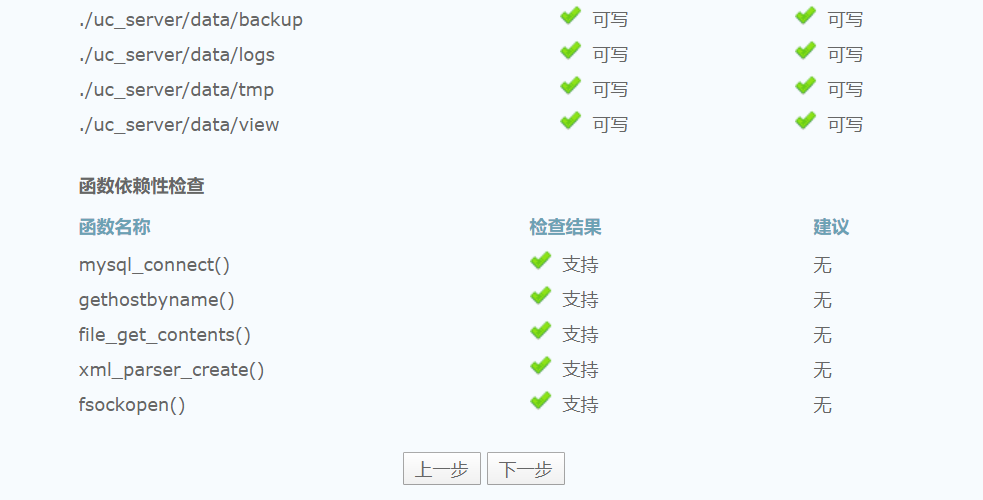 ./uc_server/data/backup 可写 可写
./uc_server/data/logs 可写 可写
./uc_server/data/tmp 可写 可写
./uc_server/data/view 可写 可写
函数依赖性检查
函数名称 检查结果 建议
mysql_connect() 支持 无
gethostbyname() 支持 无
file_get_contents() 支持 无
xml_parser_create() 支持 无
fsockopen() 支持 无
上一步 下一步